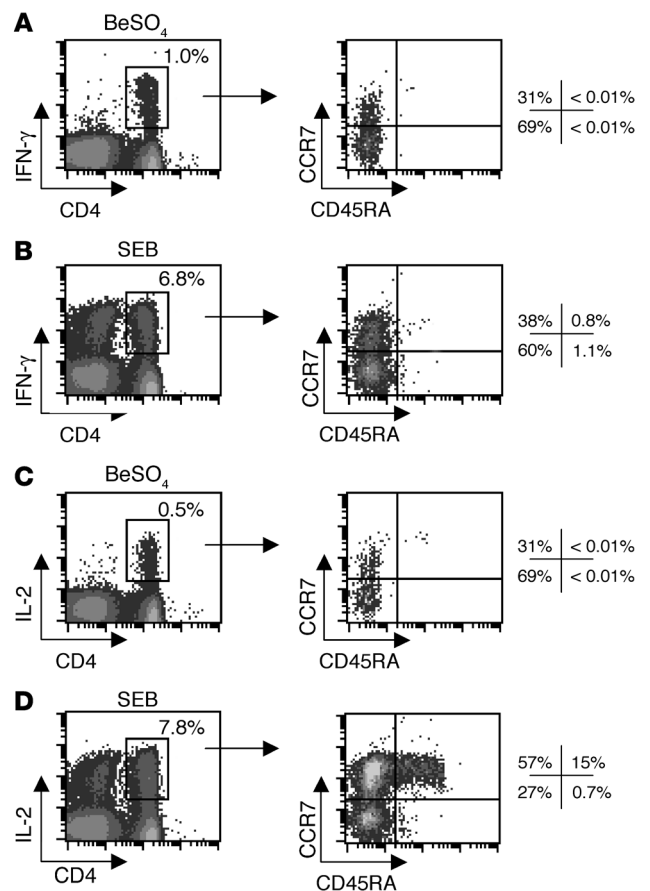 A
BeSO4
1.0%
IFN-γ
CD4
CCR7
CD45RA
31% < 0.01%
69% < 0.01%
B
SEB
6.8%
IFN-γ
CD4
CCR7
CD45RA
38% 0.8%
60% 1.1%
C
BeSO4
0.5%
IL-2
CD4
CCR7
CD45RA
31% < 0.01%
69% < 0.01%
D
SEB
7.8%
IL-2
CD4
CCR7
CD45RA
57% 15%
27% 0.7%